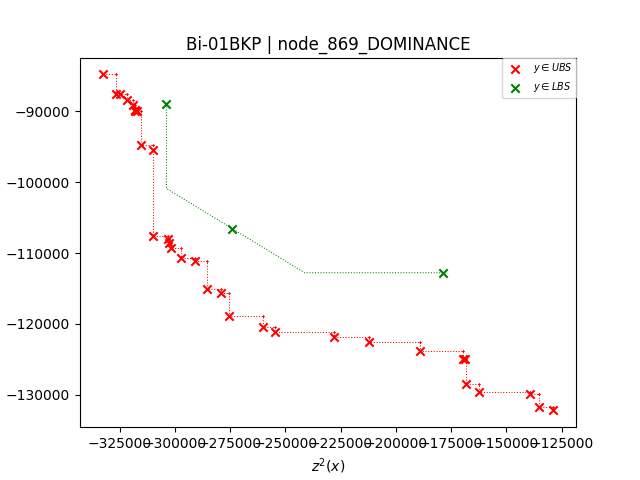 Bi-01BKP | node_869_DOMINANCE
y ∈ UBS
y ∈ LBS
−90000
−100000
−110000
−120000
−130000
−325000 −300000 −275000 −250000 −225000 −200000 −175000 −150000 −125000
z²(x)